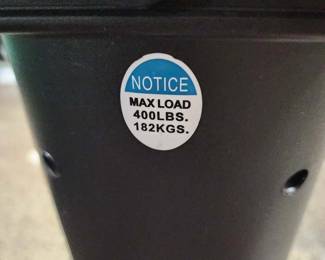 NOTICE
MAX LOAD
400LBS.
182KGS.